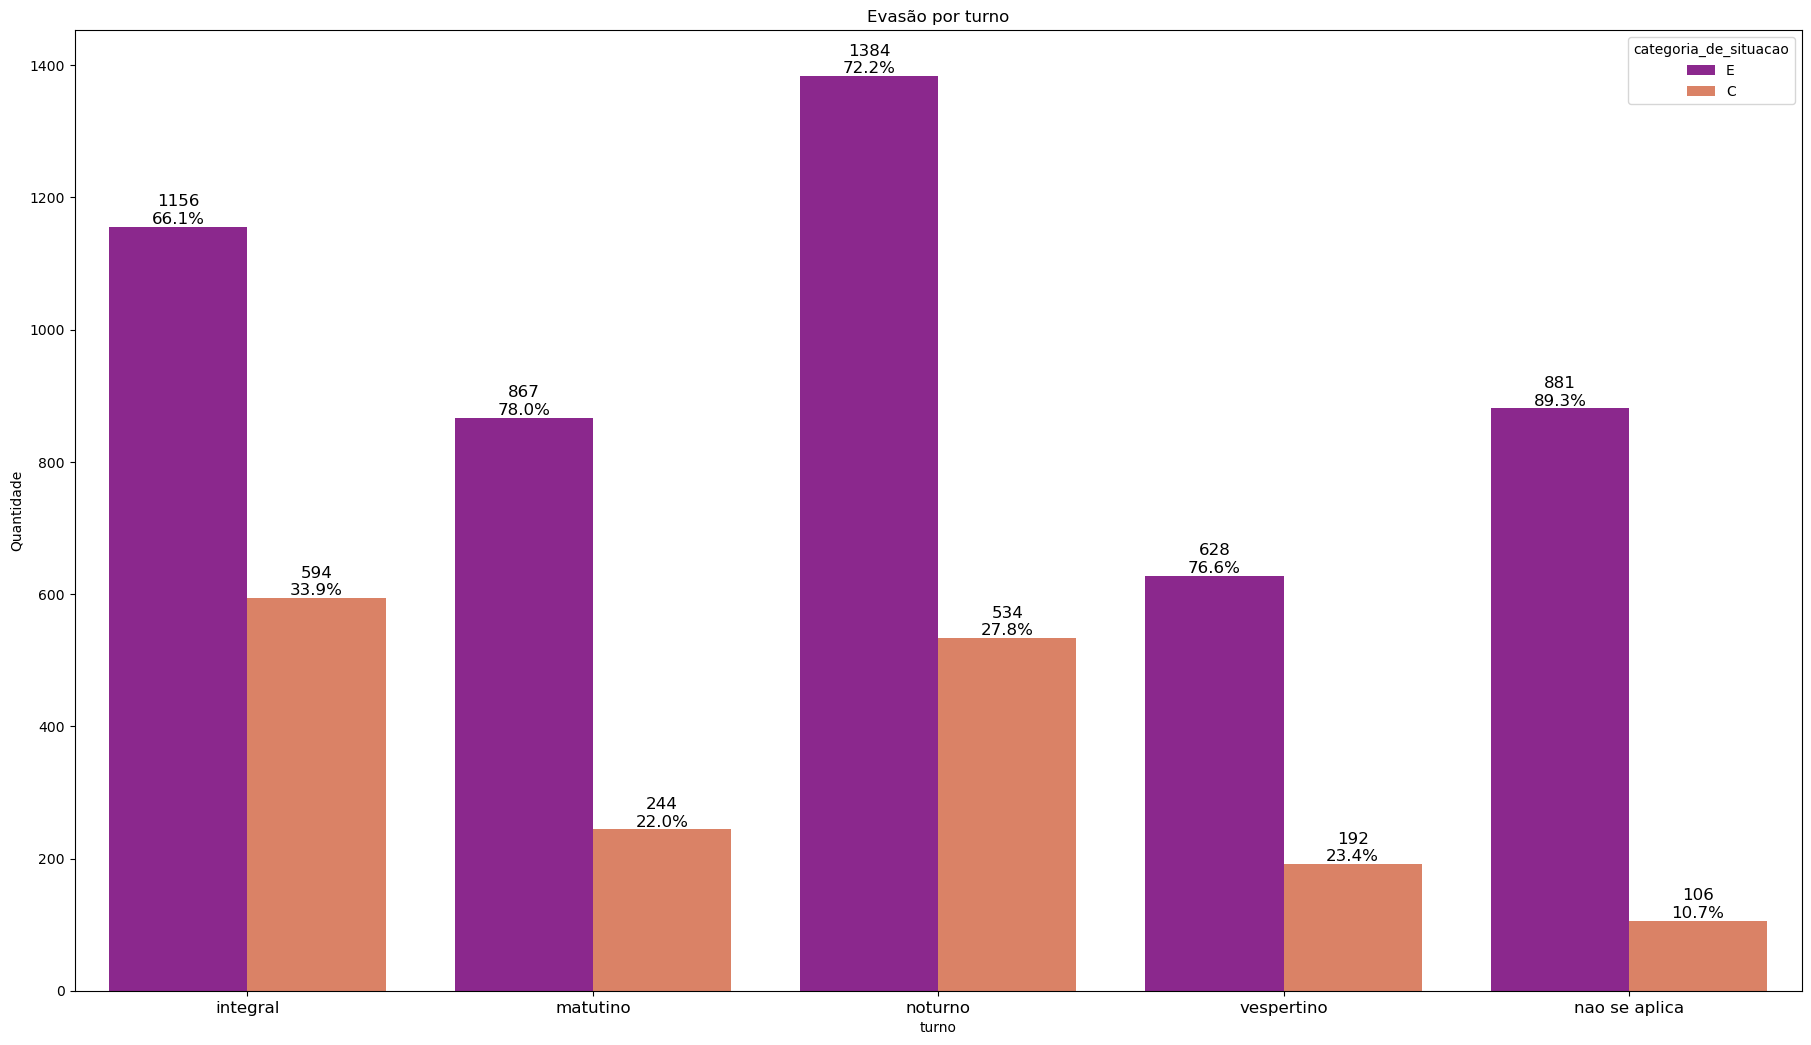 Evasão por turno
categoria_de_situacao
E
C
Quantidade
1400
1200
1000
800
600
400
200
0
1156
66.1%
594
33.9%
867
78.0%
244
22.0%
1384
72.2%
534
27.8%
628
76.6%
192
23.4%
881
89.3%
106
10.7%
integral
matutino
noturno
vespertino
nao se aplica
turno